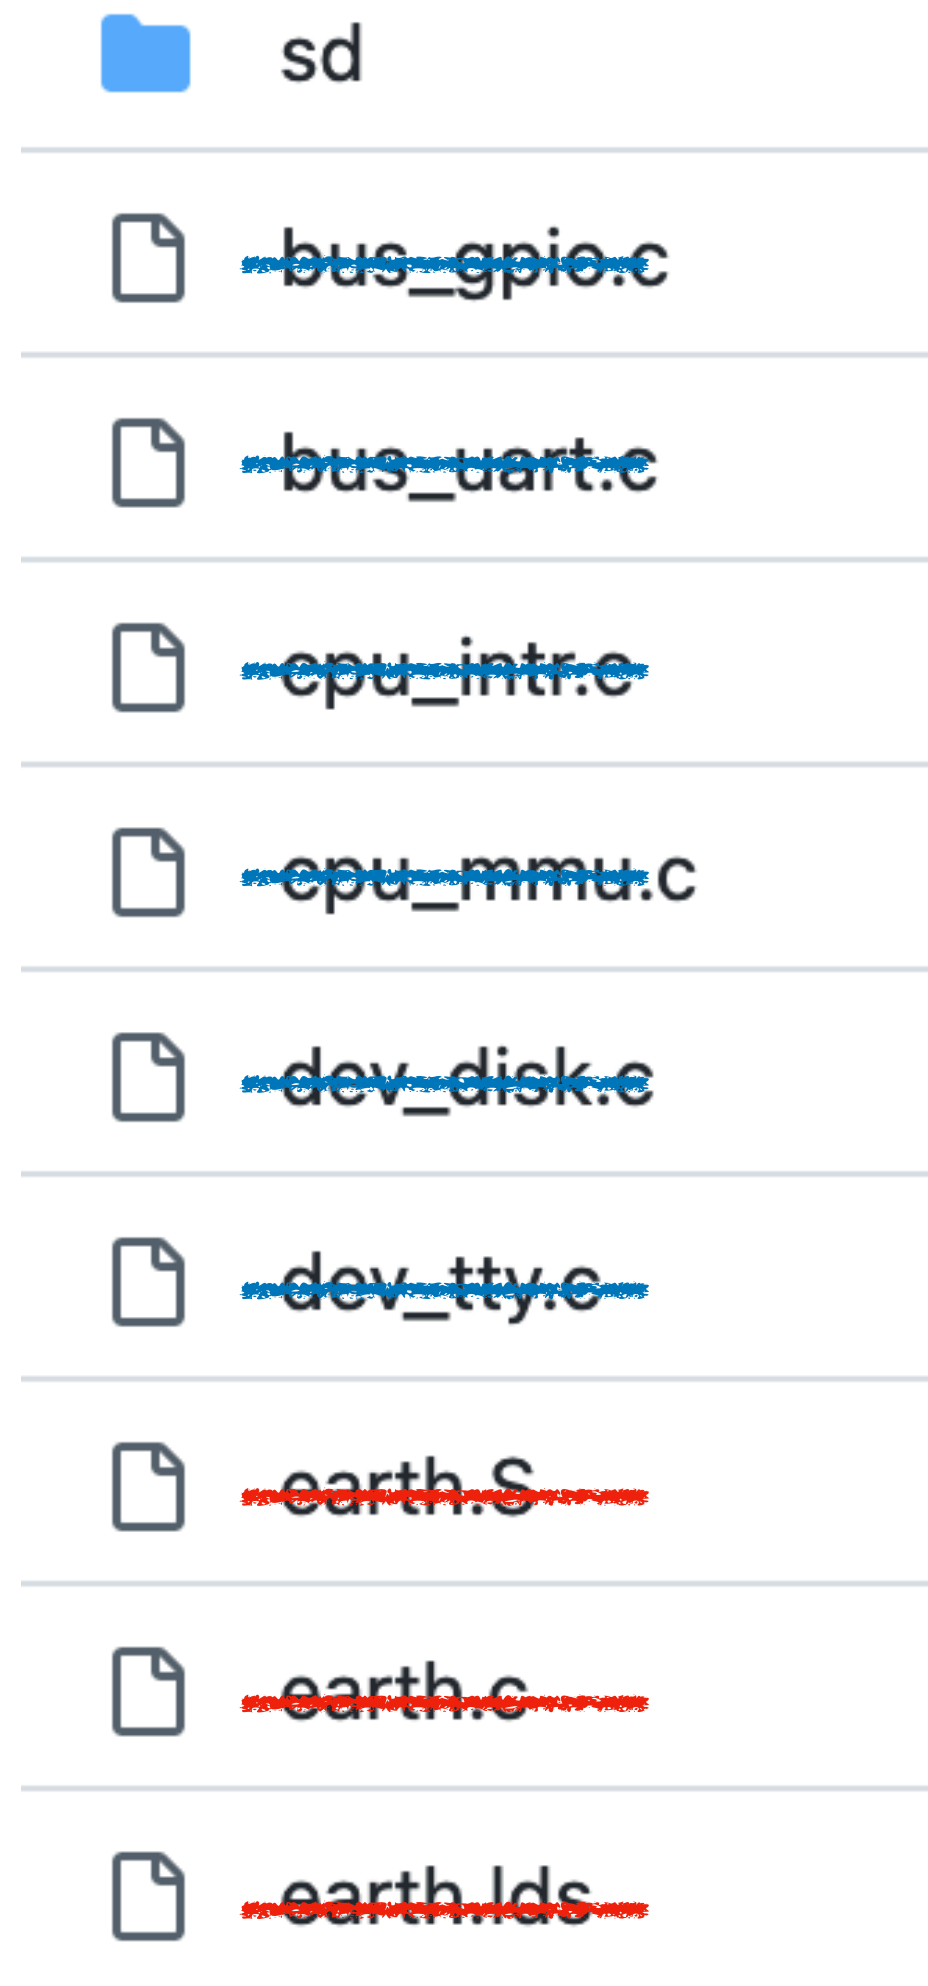 sd
bus_gpio.c
bus_uart.c
cpu_intr.c
cpu_mmu.c
dev_disk.c
dev_tty.c
earth.S
earth.c
earth.lds